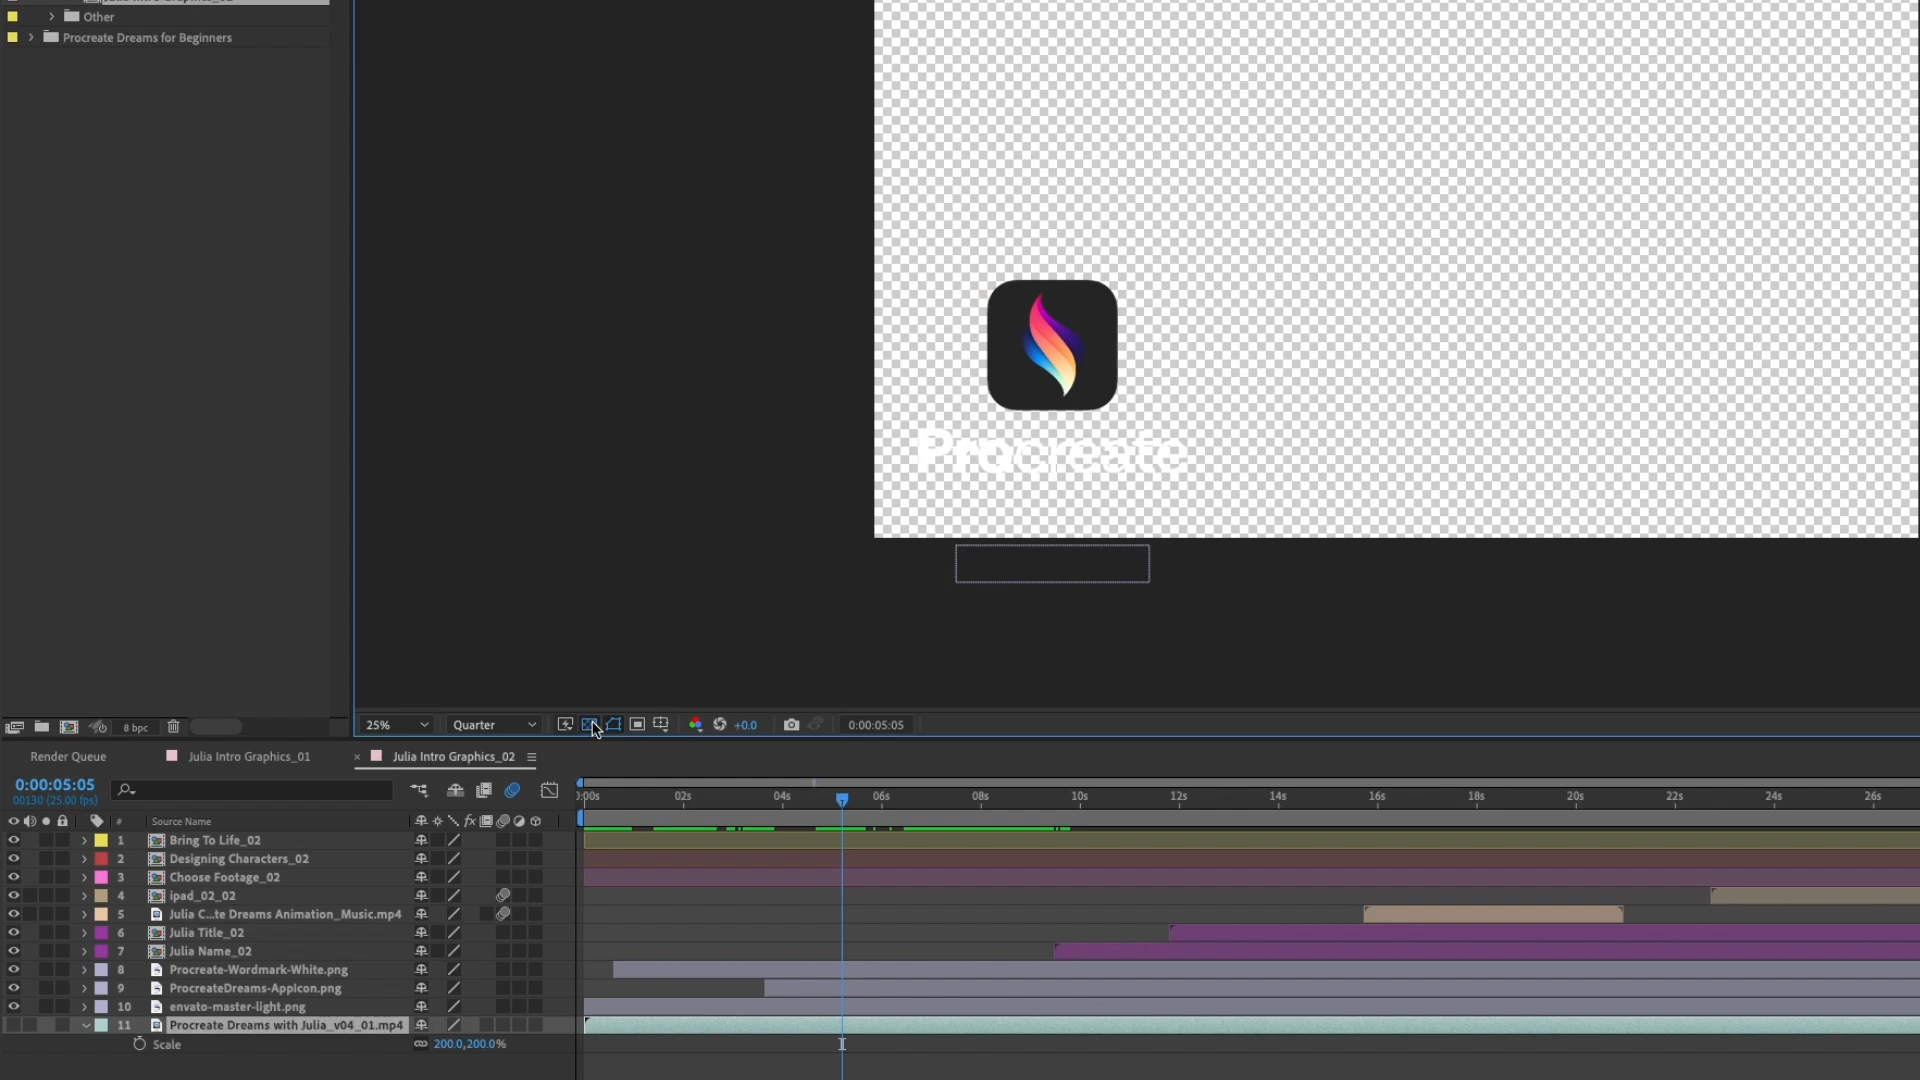 Other
Procreate Dreams for Beginners
Procreate
8 bpc
25%
Quarter
+0.0
0:00:05:05
Render Queue
Julia Intro Graphics_01
× Julia Intro Graphics_02
0:00:05:05
00130 (25.00 fps)
):00s 02s 04s 06s 08s 10s 12s 14s 16s 18s 20s 22s 24s 26s
# Source Name fx
1 Bring To Life_02
2 Designing Characters_02
3 Choose Footage_02
4 ipad_02_02
5 Julia C...te Dreams Animation_Music.mp4
6 Julia Title_02
7 Julia Name_02
8 Procreate-Wordmark-White.png
9 ProcreateDreams-AppIcon.png
10 envato-master-light.png
11 Procreate Dreams with Julia_v04_01.mp4
Scale 200.0,200.0%